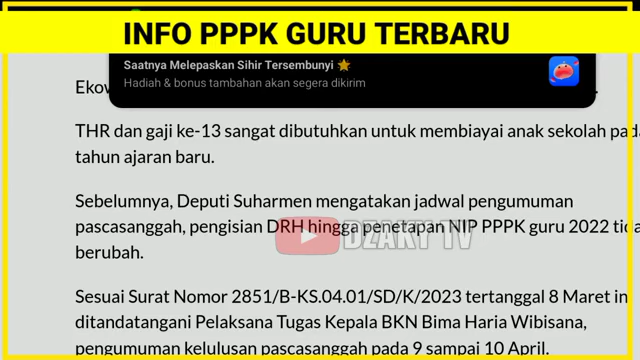 INFO PPPK GURU TERBARU
Saatnya Melepaskan Sihir Tersembunyi
Hadiah & bonus tambahan akan segera dikirim
THR dan gaji ke-13 sangat dibutuhkan untuk membiayai anak sekolah pada
tahun ajaran baru.
Sebelumnya, Deputi Suharmen mengatakan jadwal pengumuman
pascasanggah, pengisian DRH hingga penetapan NIP PPPK guru 2022
DZAKY TV
berubah.
Sesuai Surat Nomor 2851/B-KS.04.01/SD/K/2023 tertanggal 8 Maret
ditandatangani Pelaksana Tugas Kepala BKN Bima Haria Wibisana,
pengumuman kelulusan pascasanggah pada 9 sampai 10 April.